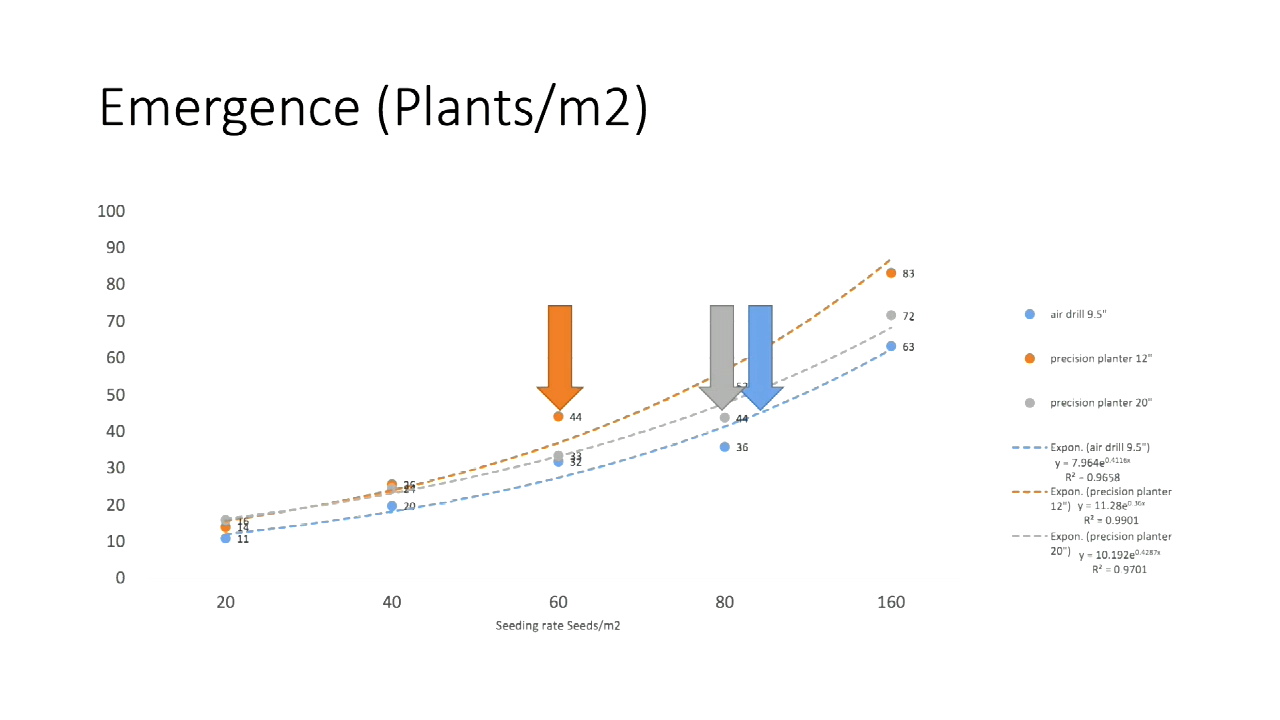 Emergence (Plants/m2)
100
90
80
70
60
50
40
30
20
10
0
83
72
63
44
33
32
44
36
26
24
20
16
14
11
20 40 60 80 160
Seeding rate Seeds/m2
air drill 9.5"
precision planter 12"
precision planter 20"
Expon. (air drill 9.5")
y = 7.964e^0.4116x
R² = 0.9658
Expon. (precision planter
12") y = 11.28e^0.36x
R² = 0.9901
Expon. (precision planter
20") y = 10.192e^0.4287x
R² = 0.9701